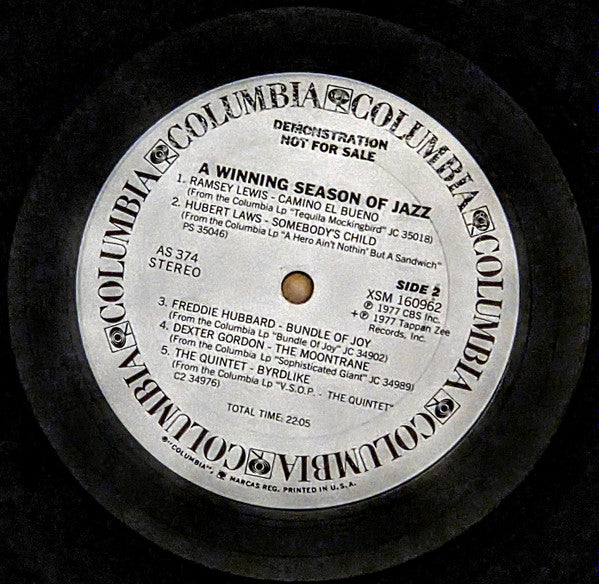 COLUMBIA COLUMBIA COLUMBIA COLUMBIA COLUMBIA COLUMBIA COLUMBIA
DEMONSTRATION
NOT FOR SALE
A WINNING SEASON OF JAZZ
1. RAMSEY LEWIS - CAMINO EL BUENO
(From the Columbia Lp "Tequila Mockingbird" JC 35018)
2. HUBERT LAWS - SOMEBODY'S CHILD
(From the Columbia Lp "A Hero Ain't Nothin' But A Sandwich"
PS 35046)
AS 374
STEREO
SIDE 2
XSM 160962
℗ 1977 CBS Inc.
+ ℗ 1977 Tappan Zee
Records, Inc.
3. FREDDIE HUBBARD - BUNDLE OF JOY
(From the Columbia Lp "Bundle Of Joy" JC 34902)
4. DEXTER GORDON - THE MOONTRANE
(From the Columbia Lp "Sophisticated Giant" JC 34989)
5. THE QUINTET - BYRDLIKE
(From the Columbia Lp "V.S.O.P. - THE QUINTET"
C2 34976)
TOTAL TIME: 22:05
®"COLUMBIA", MARCAS REG. PRINTED IN U.S.A.